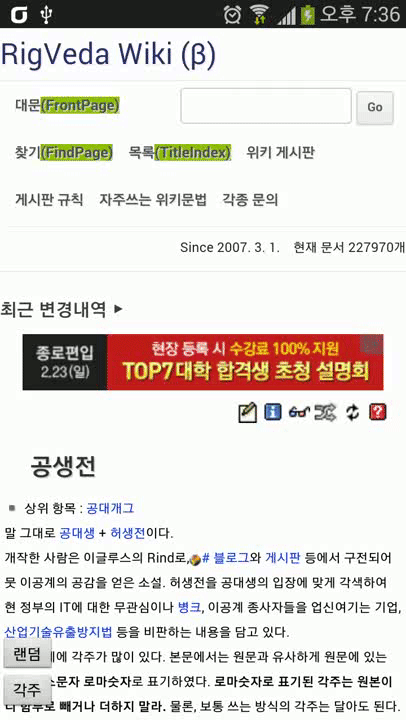 오후 7:36
RigVeda Wiki (β)
대문(FrontPage)
Go
찾기(FindPage) 목록(TitleIndex) 위키 게시판
게시판 규칙 자주쓰는 위키문법 각종 문의
Since 2007. 3. 1. 현재 문서 227970개
최근 변경내역 ▶
종로편입 현장 등록 시 수강료 100% 지원
2.23(일) TOP7대학 합격생 초청 설명회
공생전
상위 항목 : 공대개그
말 그대로 공대생 + 허생전이다.
개작한 사람은 이글루스의 Rind로,# 블로그와 게시판 등에서 구전되어
뭇 이공계의 공감을 얻은 소설. 허생전을 공대생의 입장에 맞게 각색하여
현 정부의 IT에 대한 무관심이나 병크, 이공계 종사자들을 업신여기는 기업,
산업기술유출방지법 등을 비판하는 내용을 담고 있다.
랜덤
에 각주가 많이 있다. 본문에서는 원문과 유사하게 원문에 있는
소문자 로마숫자로 표기하였다. 로마숫자로 표기된 각주는 원본이
각주
함부로 빼거나 더하지 말라. 물론, 보통 쓰는 방식의 각주는 달아도 된다.